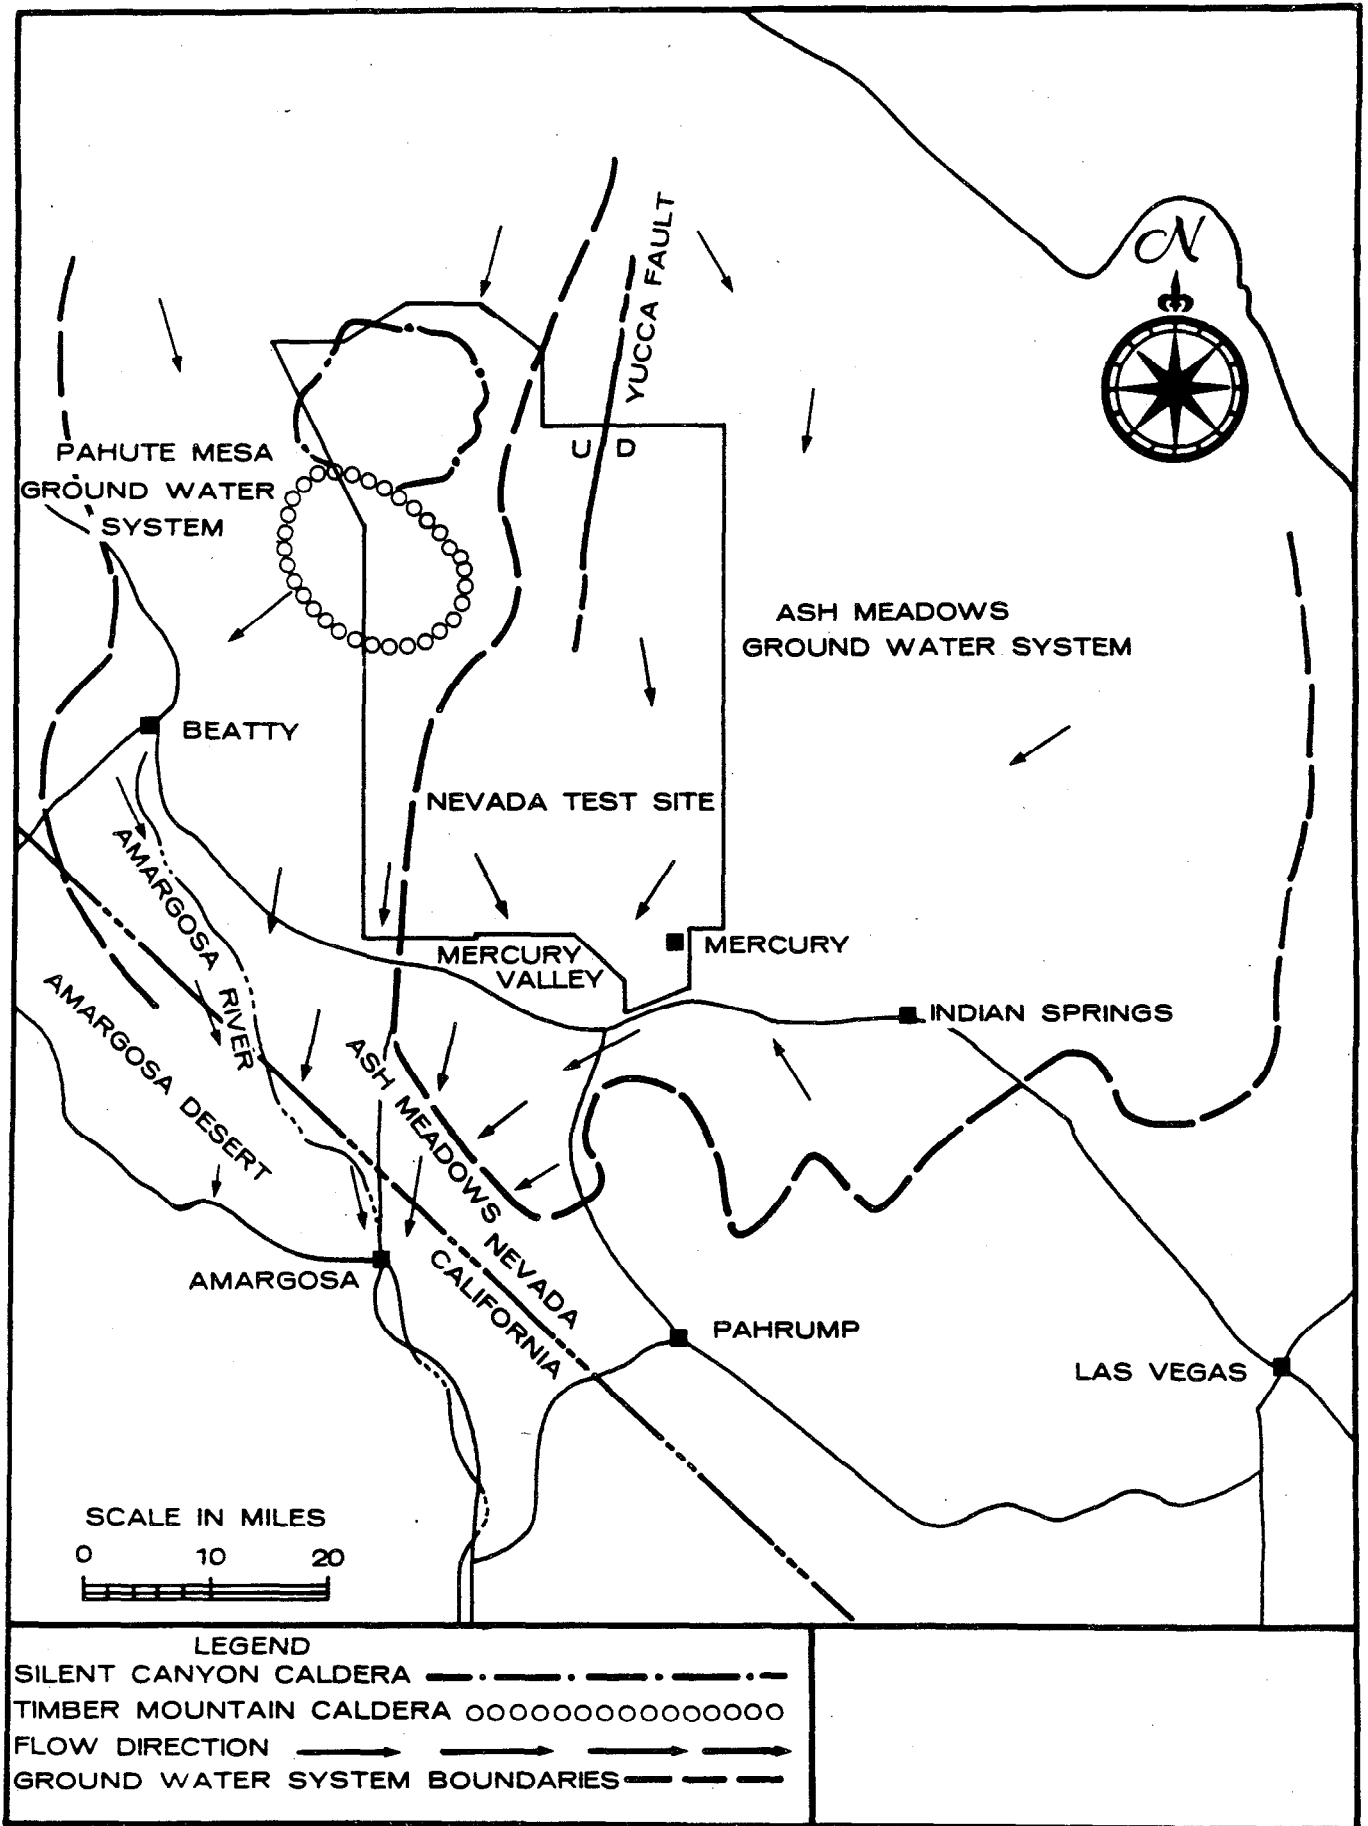 N
YUCCA FAULT
U D
PAHUTE MESA
GROUND WATER
SYSTEM
ASH MEADOWS
GROUND WATER SYSTEM
BEATTY
NEVADA TEST SITE
AMARGOSA RIVER
MERCURY
VALLEY
MERCURY
INDIAN SPRINGS
AMARGOSA DESERT
ASH MEADOWS
NEVADA
CALIFORNIA
AMARGOSA
PAHRUMP
LAS VEGAS
SCALE IN MILES
0 10 20
LEGEND
SILENT CANYON CALDERA
TIMBER MOUNTAIN CALDERA
FLOW DIRECTION
GROUND WATER SYSTEM BOUNDARIES